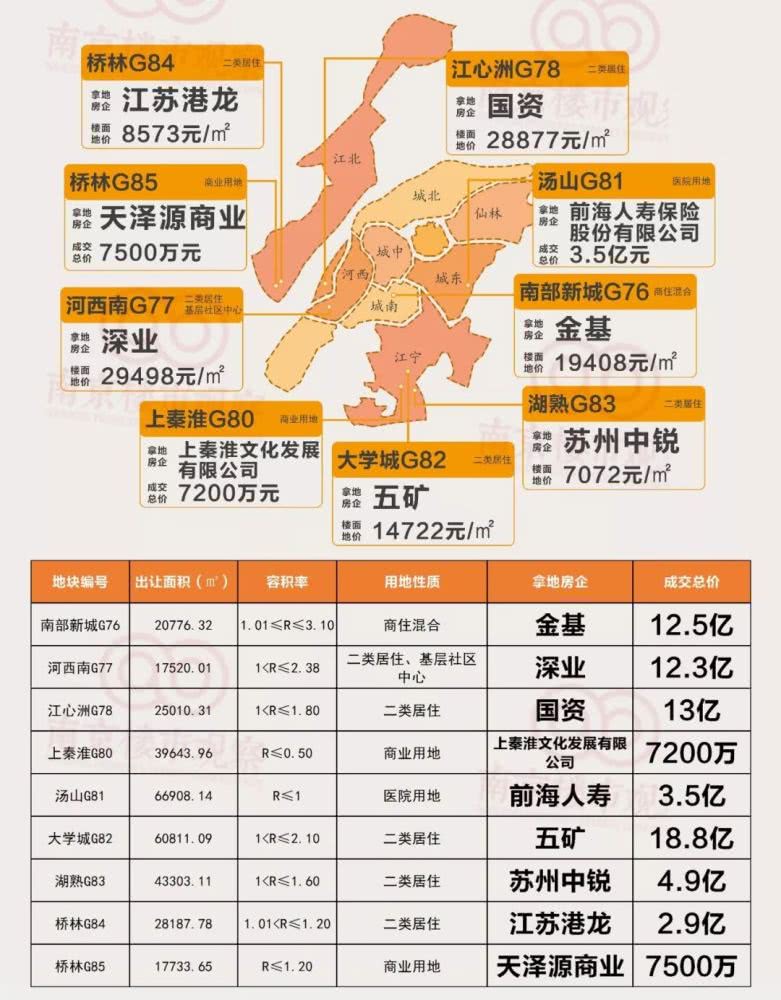 桥林G84 二类居住
拿地房企 江苏港龙
楼面地价 8573元/㎡
江心洲G78 二类居住
拿地房企 国资
楼面地价 28877元/㎡
桥林G85 商业用地
拿地房企 天泽源商业
成交总价 7500万元
汤山G81 医院用地
拿地房企 前海人寿保险
股份有限公司
成交总价 3.5亿元
河西南G77 二类居住
基层社区中心
拿地房企 深业
楼面地价 29498元/㎡
南部新城G76 商住混合
拿地房企 金基
楼面地价 19408元/㎡
上秦淮G80 商业用地
拿地房企 上秦淮文化发展
有限公司
成交总价 7200万元
湖熟G83 二类居住
拿地房企 苏州中锐
楼面地价 7072元/㎡
大学城G82 二类居住
拿地房企 五矿
楼面地价 14722元/㎡
江北
城北
仙林
城中
河西
城东
城南
江宁
地块编号 出让面积（㎡） 容积率 用地性质 拿地房企 成交总价
南部新城G76 20776.32 1.01≤R≤3.10 商住混合 金基 12.5亿
河西南G77 17520.01 1<R≤2.38 二类居住、基层社区
中心 深业 12.3亿
江心洲G78 25010.31 1<R≤1.80 二类居住 国资 13亿
上秦淮G80 39643.96 R≤0.50 商业用地 上秦淮文化发展有限
公司 7200万
汤山G81 66908.14 R≤1 医院用地 前海人寿 3.5亿
大学城G82 60811.09 1<R≤2.10 二类居住 五矿 18.8亿
湖熟G83 43303.11 1<R≤1.60 二类居住 苏州中锐 4.9亿
桥林G84 28187.78 1.01<R≤1.20 二类居住 江苏港龙 2.9亿
桥林G85 17733.65 R≤1.20 商业用地 天泽源商业 7500万
南京楼市观察